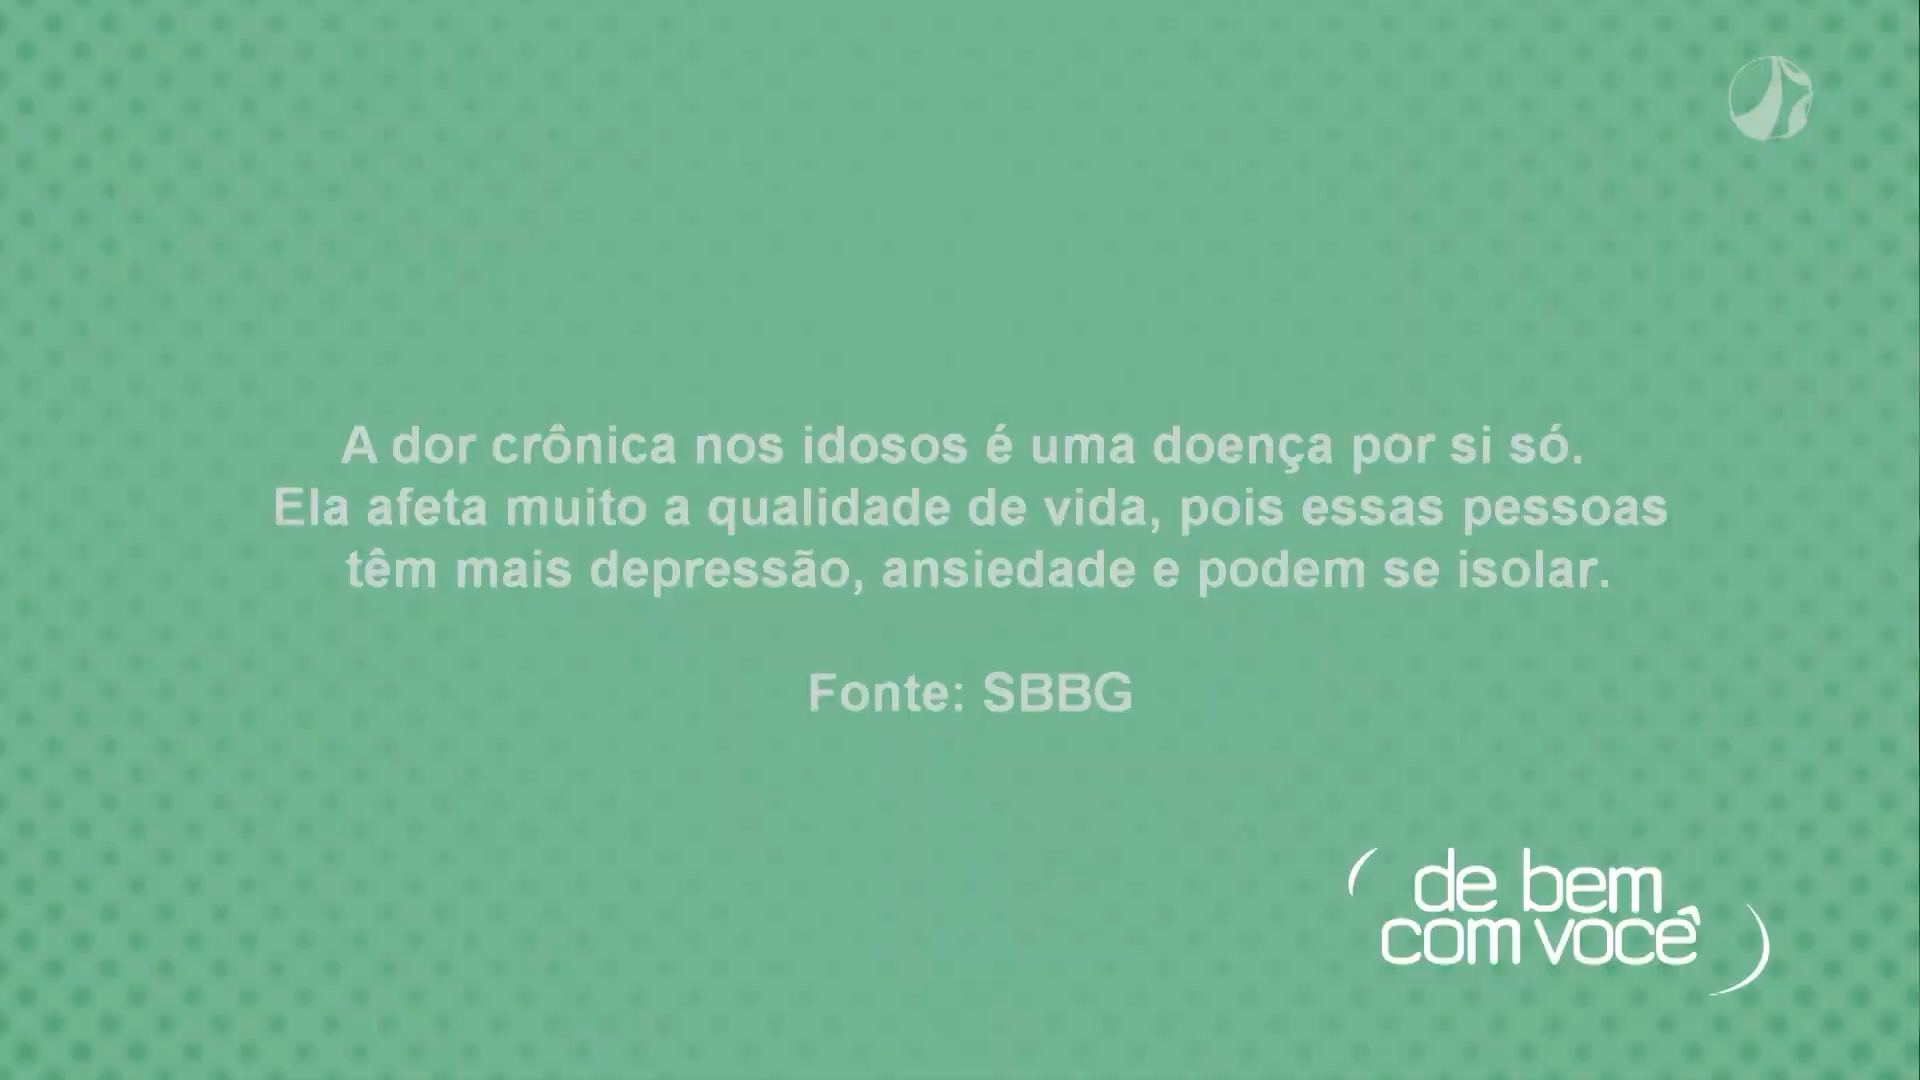 A dor crônica nos idosos é uma doença por si só.
Ela afeta muito a qualidade de vida, pois essas pessoas
têm mais depressão, ansiedade e podem se isolar.
Fonte: SBBG
de bem
com você